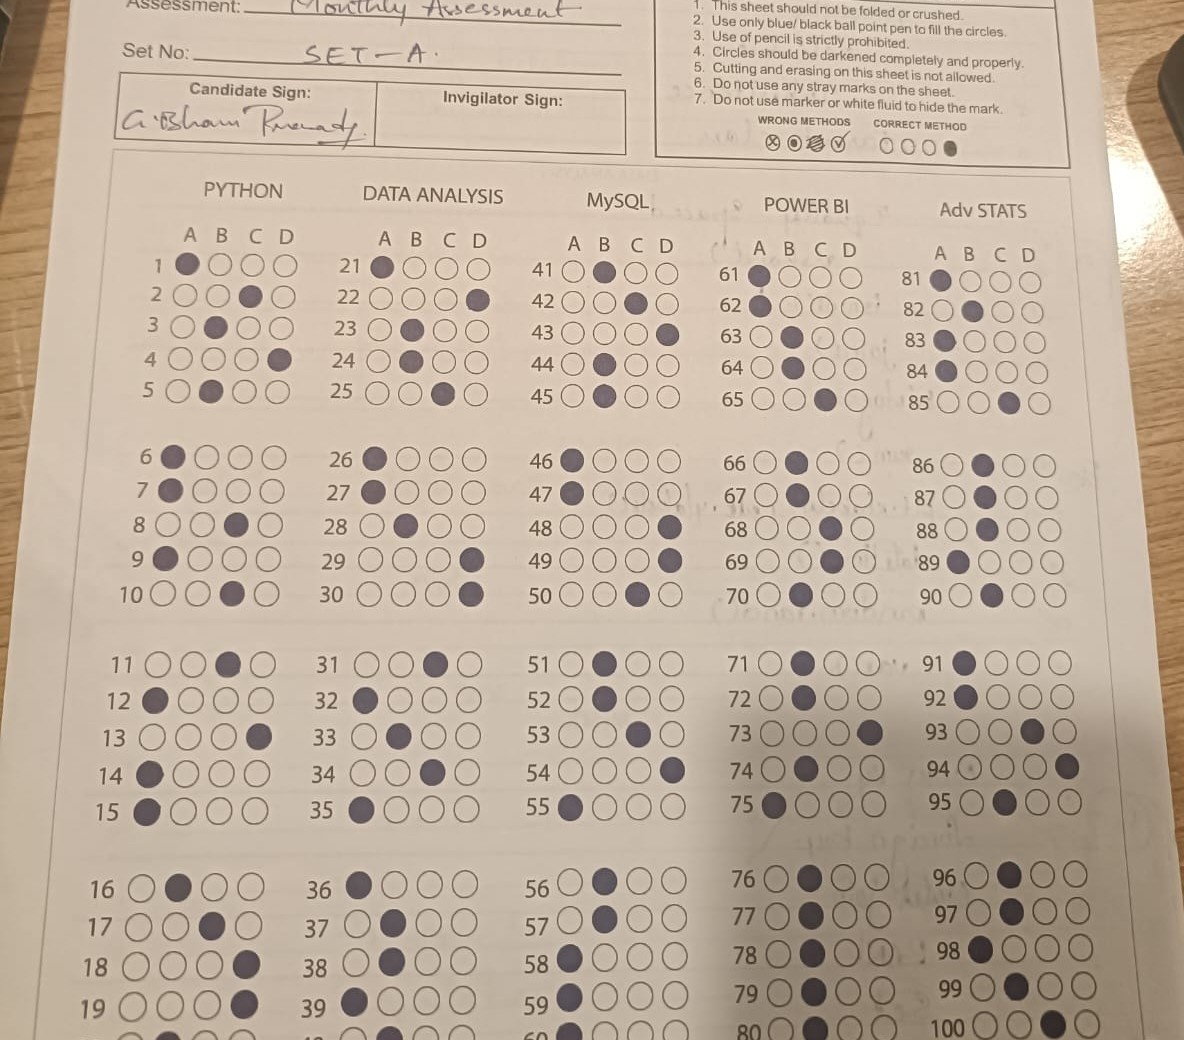 Assessment: Monthly Assessment
Set No: SET-A.
Candidate Sign:
Invigilator Sign:
1. This sheet should not be folded or crushed.
2. Use only blue/ black ball point pen to fill the circles.
3. Use of pencil is strictly prohibited.
4. Circles should be darkened completely and properly.
5. Cutting and erasing on this sheet is not allowed.
6. Do not use any stray marks on the sheet.
7. Do not use marker or white fluid to hide the mark.
WRONG METHODS CORRECT METHOD
PYTHON DATA ANALYSIS MySQL POWER BI Adv STATS
A B C D A B C D A B C D A B C D A B C D
1 21 41 61 81
2 22 42 62 82
3 23 43 63 83
4 24 44 64 84
5 25 45 65 85
6 26 46 66 86
7 27 47 67 87
8 28 48 68 88
9 29 49 69 89
10 30 50 70 90
11 31 51 71 91
12 32 52 72 92
13 33 53 73 93
14 34 54 74 94
15 35 55 75 95
16 36 56 76 96
17 37 57 77 97
18 38 58 78 98
19 39 59 79 99
60 80 100